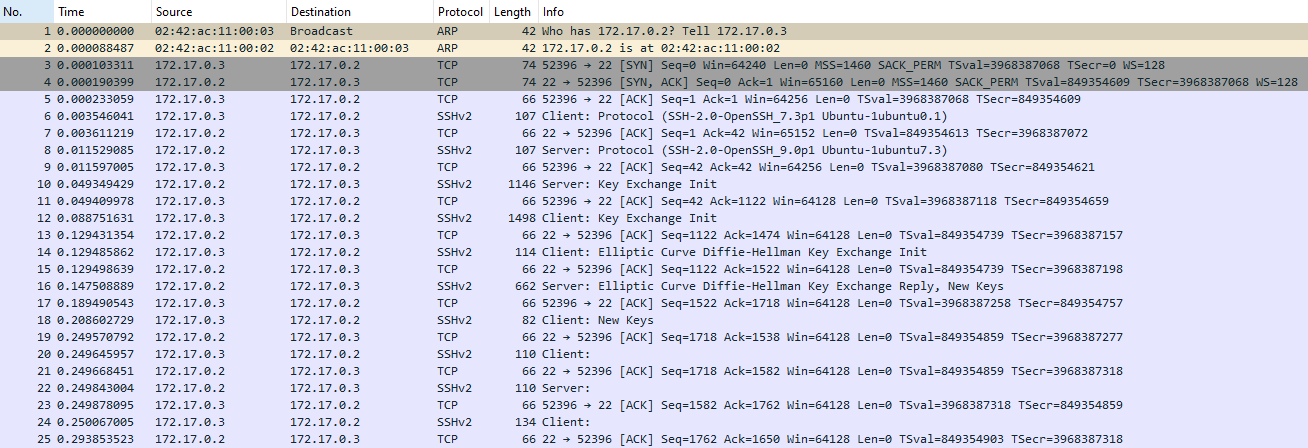 No. Time Source Destination Protocol Length Info
1 0.000000000 02:42:ac:11:00:03 Broadcast ARP 42 Who has 172.17.0.2? Tell 172.17.0.3
2 0.000088487 02:42:ac:11:00:02 02:42:ac:11:00:03 ARP 42 172.17.0.2 is at 02:42:ac:11:00:02
3 0.000103311 172.17.0.3 172.17.0.2 TCP 74 52396 → 22 [SYN] Seq=0 Win=64240 Len=0 MSS=1460 SACK_PERM TSval=3968387068 TSecr=0 WS=128
4 0.000190399 172.17.0.2 172.17.0.3 TCP 74 22 → 52396 [SYN, ACK] Seq=0 Ack=1 Win=65160 Len=0 MSS=1460 SACK_PERM TSval=849354609 TSecr=3968387068 WS=128
5 0.000233059 172.17.0.3 172.17.0.2 TCP 66 52396 → 22 [ACK] Seq=1 Ack=1 Win=64256 Len=0 TSval=3968387068 TSecr=849354609
6 0.003546041 172.17.0.3 172.17.0.2 SSHv2 107 Client: Protocol (SSH-2.0-OpenSSH_7.3p1 Ubuntu-1ubuntu0.1)
7 0.003611219 172.17.0.2 172.17.0.3 TCP 66 22 → 52396 [ACK] Seq=1 Ack=42 Win=65152 Len=0 TSval=849354613 TSecr=3968387072
8 0.011529085 172.17.0.2 172.17.0.3 SSHv2 107 Server: Protocol (SSH-2.0-OpenSSH_9.0p1 Ubuntu-1ubuntu7.3)
9 0.011597005 172.17.0.3 172.17.0.2 TCP 66 52396 → 22 [ACK] Seq=42 Ack=42 Win=64256 Len=0 TSval=3968387080 TSecr=849354621
10 0.049349429 172.17.0.2 172.17.0.3 SSHv2 1146 Server: Key Exchange Init
11 0.049409978 172.17.0.3 172.17.0.2 TCP 66 52396 → 22 [ACK] Seq=42 Ack=1122 Win=64128 Len=0 TSval=3968387118 TSecr=849354659
12 0.088751631 172.17.0.3 172.17.0.2 SSHv2 1498 Client: Key Exchange Init
13 0.129431354 172.17.0.2 172.17.0.3 TCP 66 22 → 52396 [ACK] Seq=1122 Ack=1474 Win=64128 Len=0 TSval=849354739 TSecr=3968387157
14 0.129485862 172.17.0.3 172.17.0.2 SSHv2 114 Client: Elliptic Curve Diffie-Hellman Key Exchange Init
15 0.129498639 172.17.0.2 172.17.0.3 TCP 66 22 → 52396 [ACK] Seq=1122 Ack=1522 Win=64128 Len=0 TSval=849354739 TSecr=3968387198
16 0.147508889 172.17.0.2 172.17.0.3 SSHv2 662 Server: Elliptic Curve Diffie-Hellman Key Exchange Reply, New Keys
17 0.189490543 172.17.0.3 172.17.0.2 TCP 66 52396 → 22 [ACK] Seq=1522 Ack=1718 Win=64128 Len=0 TSval=3968387258 TSecr=849354757
18 0.208602729 172.17.0.3 172.17.0.2 SSHv2 82 Client: New Keys
19 0.249570792 172.17.0.2 172.17.0.3 TCP 66 22 → 52396 [ACK] Seq=1718 Ack=1538 Win=64128 Len=0 TSval=849354859 TSecr=3968387277
20 0.249645957 172.17.0.3 172.17.0.2 SSHv2 110 Client:
21 0.249668451 172.17.0.2 172.17.0.3 TCP 66 22 → 52396 [ACK] Seq=1718 Ack=1582 Win=64128 Len=0 TSval=849354859 TSecr=3968387318
22 0.249843004 172.17.0.2 172.17.0.3 SSHv2 110 Server:
23 0.249878095 172.17.0.3 172.17.0.2 TCP 66 52396 → 22 [ACK] Seq=1582 Ack=1762 Win=64128 Len=0 TSval=3968387318 TSecr=849354859
24 0.250067005 172.17.0.3 172.17.0.2 SSHv2 134 Client:
25 0.293853523 172.17.0.2 172.17.0.3 TCP 66 22 → 52396 [ACK] Seq=1762 Ack=1650 Win=64128 Len=0 TSval=849354903 TSecr=3968387318